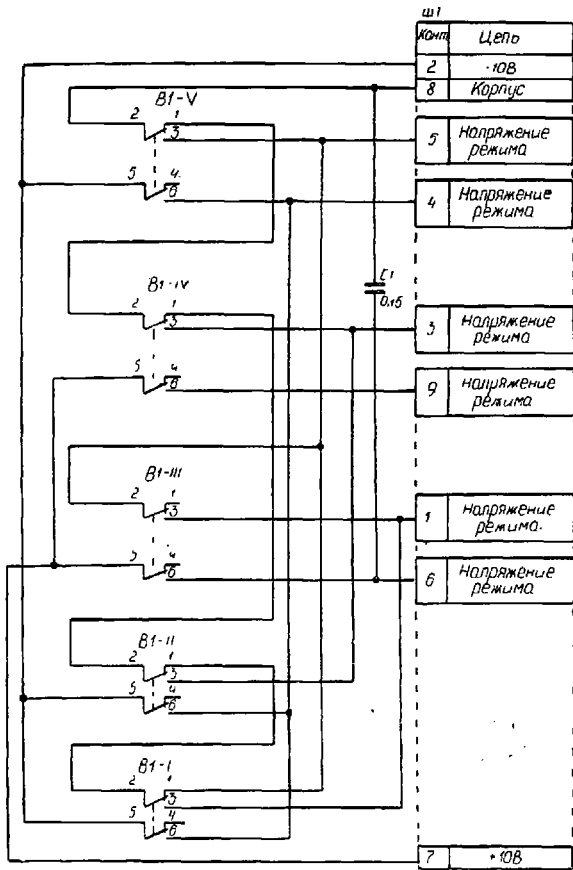 Ш1
Конт Цепь
2 -10В
8 Корпус
В1-V
2 1
3
5 Напряжение
режима
5 4
6
4 Напряжение
режима
С1
0,15
В1-IV
2 1
3
3 Напряжение
режима
5 4
6
9 Напряжение
режима
В1-III
2 1
3
1 Напряжение
режима.
5 4
6
6 Напряжение
режима
В1-II
2 1
3
5 4
6
В1-I
2 1
3
5 4
6
7 +10В